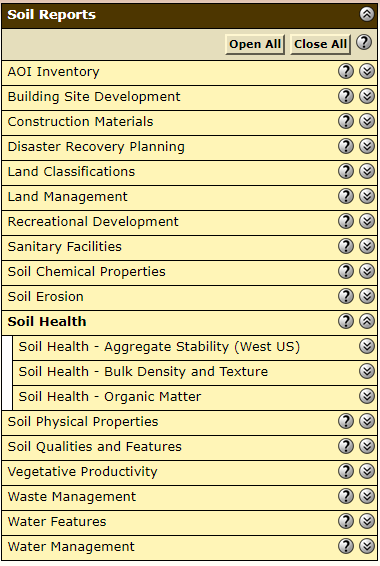 Soil Reports
Open All Close All ?
AOI Inventory ?
Building Site Development ?
Construction Materials ?
Disaster Recovery Planning ?
Land Classifications ?
Land Management ?
Recreational Development ?
Sanitary Facilities ?
Soil Chemical Properties ?
Soil Erosion ?
Soil Health ?
Soil Health - Aggregate Stability (West US)
Soil Health - Bulk Density and Texture
Soil Health - Organic Matter
Soil Physical Properties ?
Soil Qualities and Features ?
Vegetative Productivity ?
Waste Management ?
Water Features ?
Water Management ?